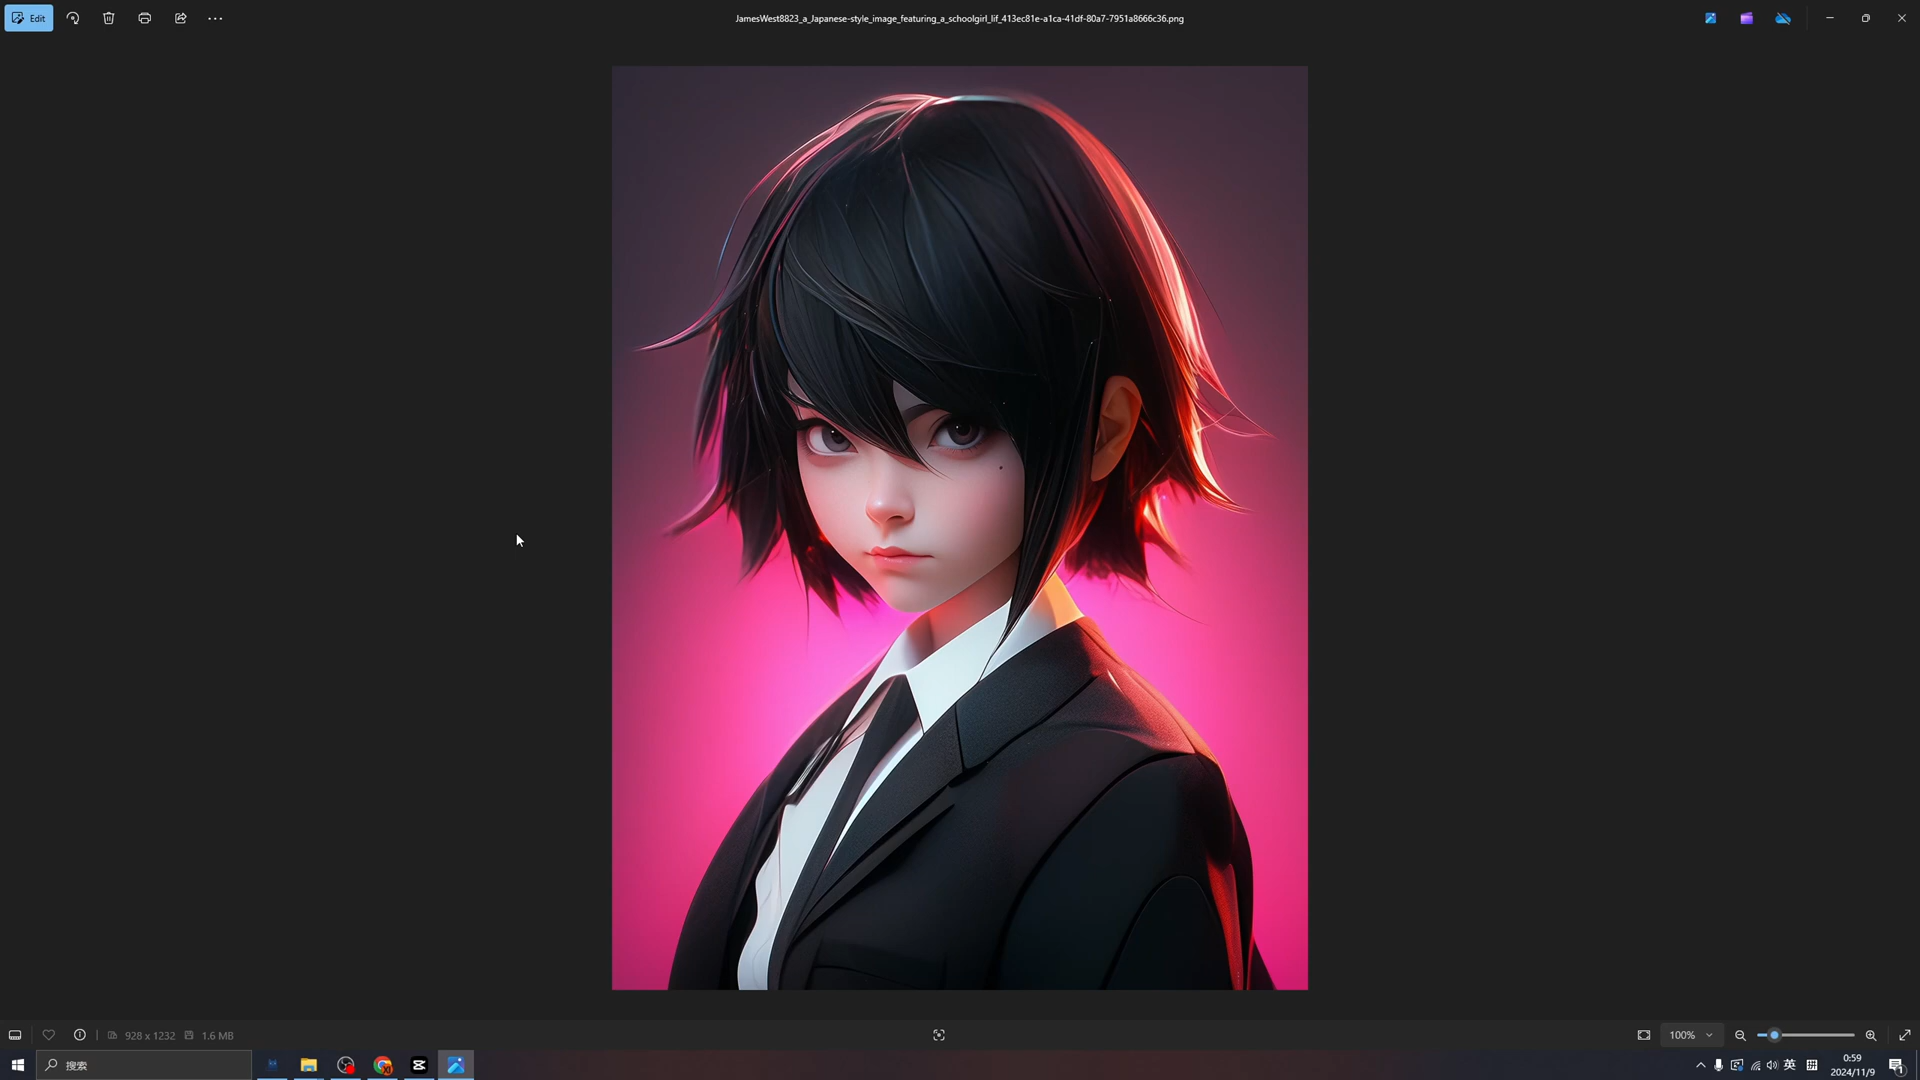 Edit
JamesWest8823_a_Japanese-style_image_featuring_a_schoolgirl_lif_413ec81e-a1ca-41df-80a7-7951a8666c36.png
928 x 1232
1.6 MB
100%
搜索
英
0:59
2024/11/9